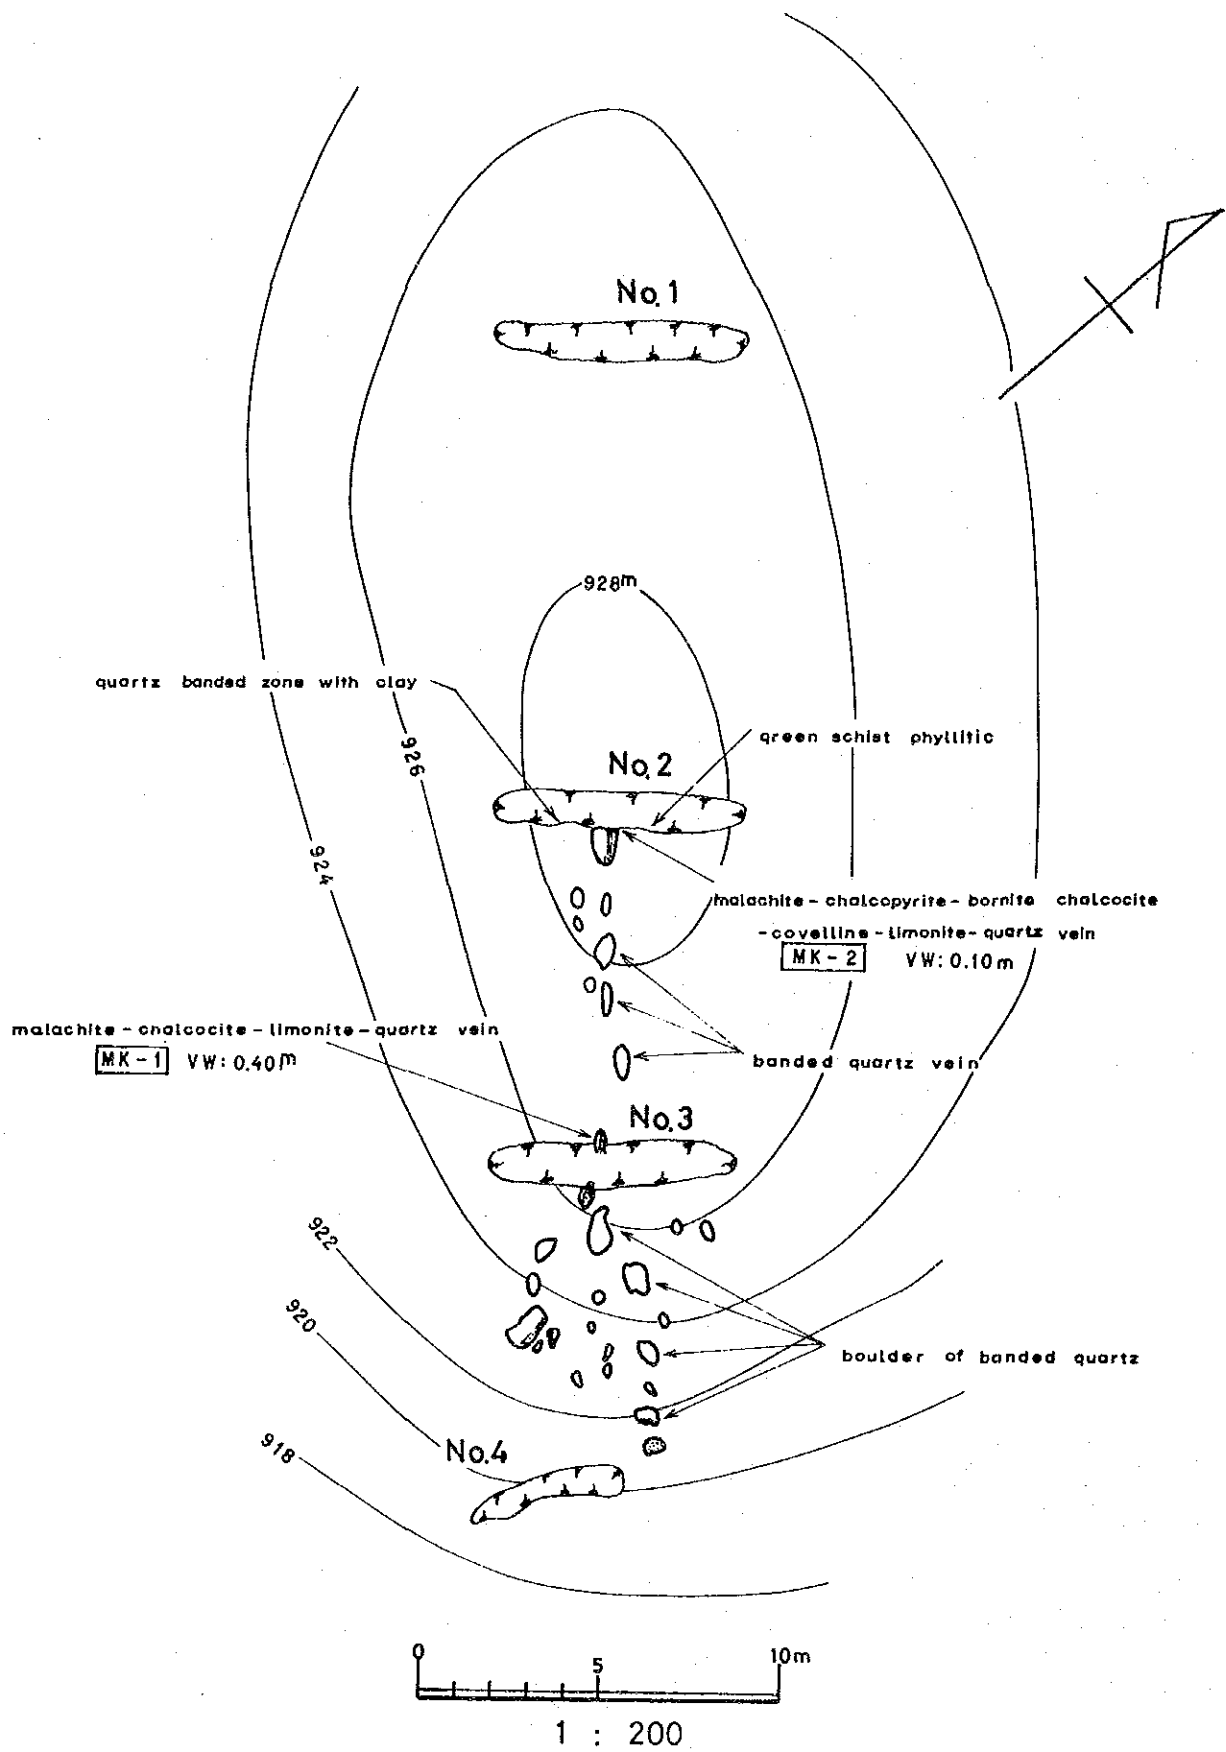 No.1
928m
quartz banded zone with clay
green schist phyllitic
926
No.2
924
malachite-chalcopyrite-bornite chalcocite
-covelline-limonite-quartz vein
MK-2 VW: 0.10m
malachite-chalcocite-limonite-quartz vein
MK-1 VW: 0.40m
banded quartz vein
No.3
922
920
boulder of banded quartz
918
No.4
0 5 10m
1 : 200